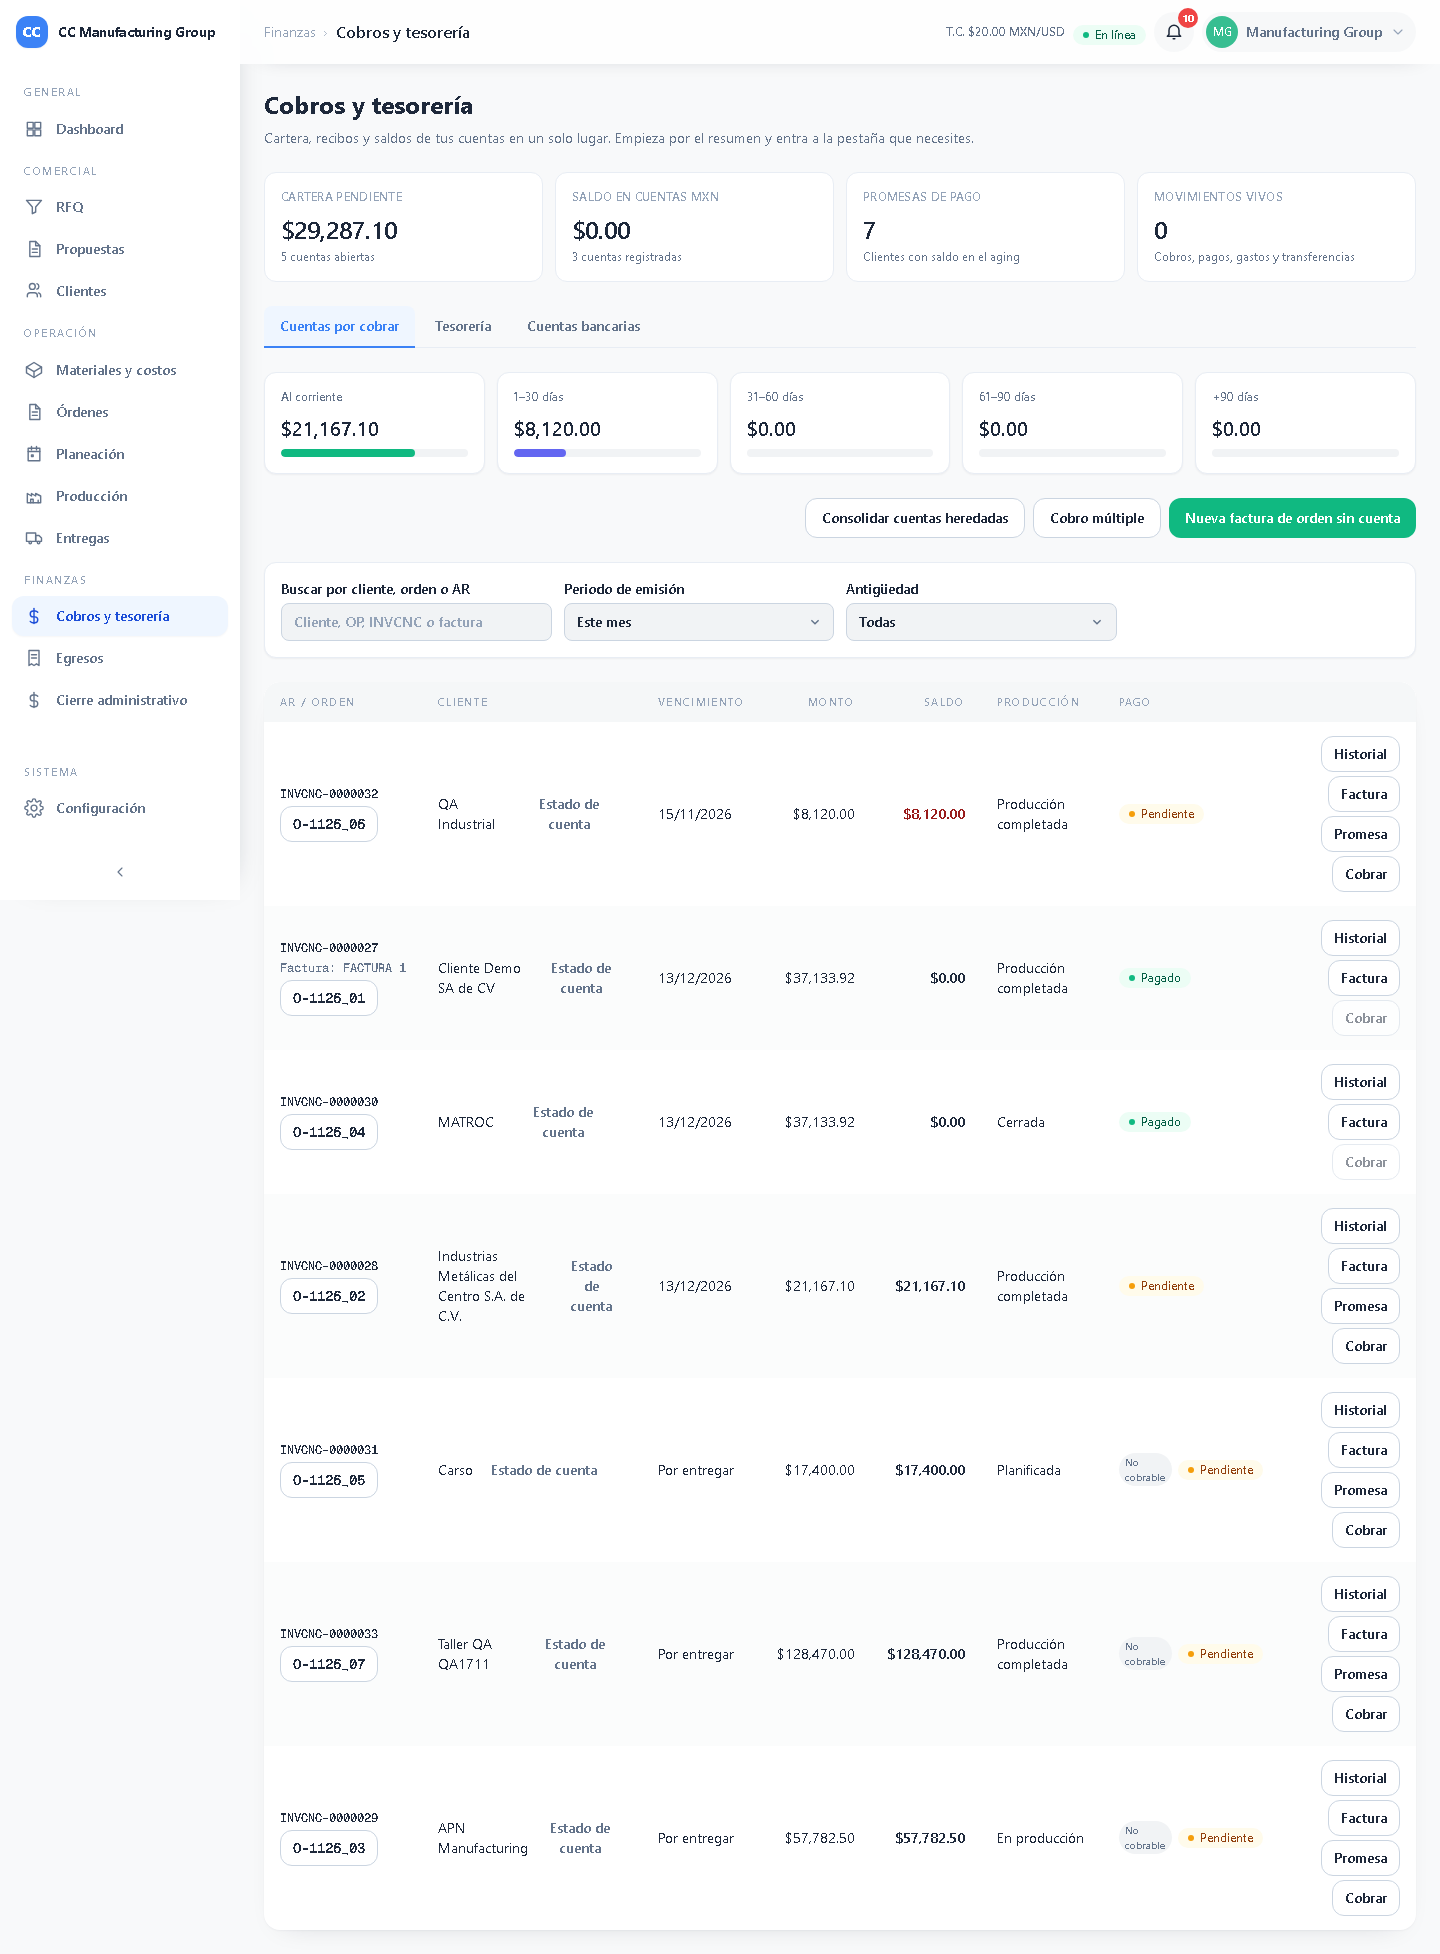 CC
CC Manufacturing Group
GENERAL
Dashboard
COMERCIAL
RFQ
Propuestas
Clientes
OPERACIÓN
Materiales y costos
Órdenes
Planeación
Producción
Entregas
FINANZAS
Cobros y tesorería
Egresos
Cierre administrativo
SISTEMA
Configuración
Finanzas › Cobros y tesorería
T.C. $20.00 MXN/USD
En línea
10
MG
Manufacturing Group
Cobros y tesorería
Cartera, recibos y saldos de tus cuentas en un solo lugar. Empieza por el resumen y entra a la pestaña que necesites.
CARTERA PENDIENTE
$29,287.10
5 cuentas abiertas
SALDO EN CUENTAS MXN
$0.00
3 cuentas registradas
PROMESAS DE PAGO
7
Clientes con saldo en el aging
MOVIMIENTOS VIVOS
0
Cobros, pagos, gastos y transferencias
Cuentas por cobrar
Tesorería
Cuentas bancarias
Al corriente
$21,167.10
1–30 días
$8,120.00
31–60 días
$0.00
61–90 días
$0.00
+90 días
$0.00
Consolidar cuentas heredadas
Cobro múltiple
Nueva factura de orden sin cuenta
Buscar por cliente, orden o AR
Cliente, OP, INVCNC o factura
Periodo de emisión
Este mes
Antigüedad
Todas
AR / ORDEN CLIENTE VENCIMIENTO MONTO SALDO PRODUCCIÓN PAGO
INVCNC-0000032
O-1126_06
QA
Industrial
Estado de
cuenta
15/11/2026
$8,120.00
$8,120.00
Producción
completada
Pendiente
Historial
Factura
Promesa
Cobrar
INVCNC-0000027
Factura: FACTURA 1
O-1126_01
Cliente Demo
SA de CV
Estado de
cuenta
13/12/2026
$37,133.92
$0.00
Producción
completada
Pagado
Historial
Factura
Cobrar
INVCNC-0000030
O-1126_04
MATROC
Estado de
cuenta
13/12/2026
$37,133.92
$0.00
Cerrada
Pagado
Historial
Factura
Cobrar
INVCNC-0000028
O-1126_02
Industrias
Metálicas del
Centro S.A. de
C.V.
Estado
de
cuenta
13/12/2026
$21,167.10
$21,167.10
Producción
completada
Pendiente
Historial
Factura
Promesa
Cobrar
INVCNC-0000031
O-1126_05
Carso
Estado de cuenta
Por entregar
$17,400.00
$17,400.00
Planificada
No
cobrable
Pendiente
Historial
Factura
Promesa
Cobrar
INVCNC-0000033
O-1126_07
Taller QA
QA1711
Estado de
cuenta
Por entregar
$128,470.00
$128,470.00
Producción
completada
No
cobrable
Pendiente
Historial
Factura
Promesa
Cobrar
INVCNC-0000029
O-1126_03
APN
Manufacturing
Estado de
cuenta
Por entregar
$57,782.50
$57,782.50
En producción
No
cobrable
Pendiente
Historial
Factura
Promesa
Cobrar